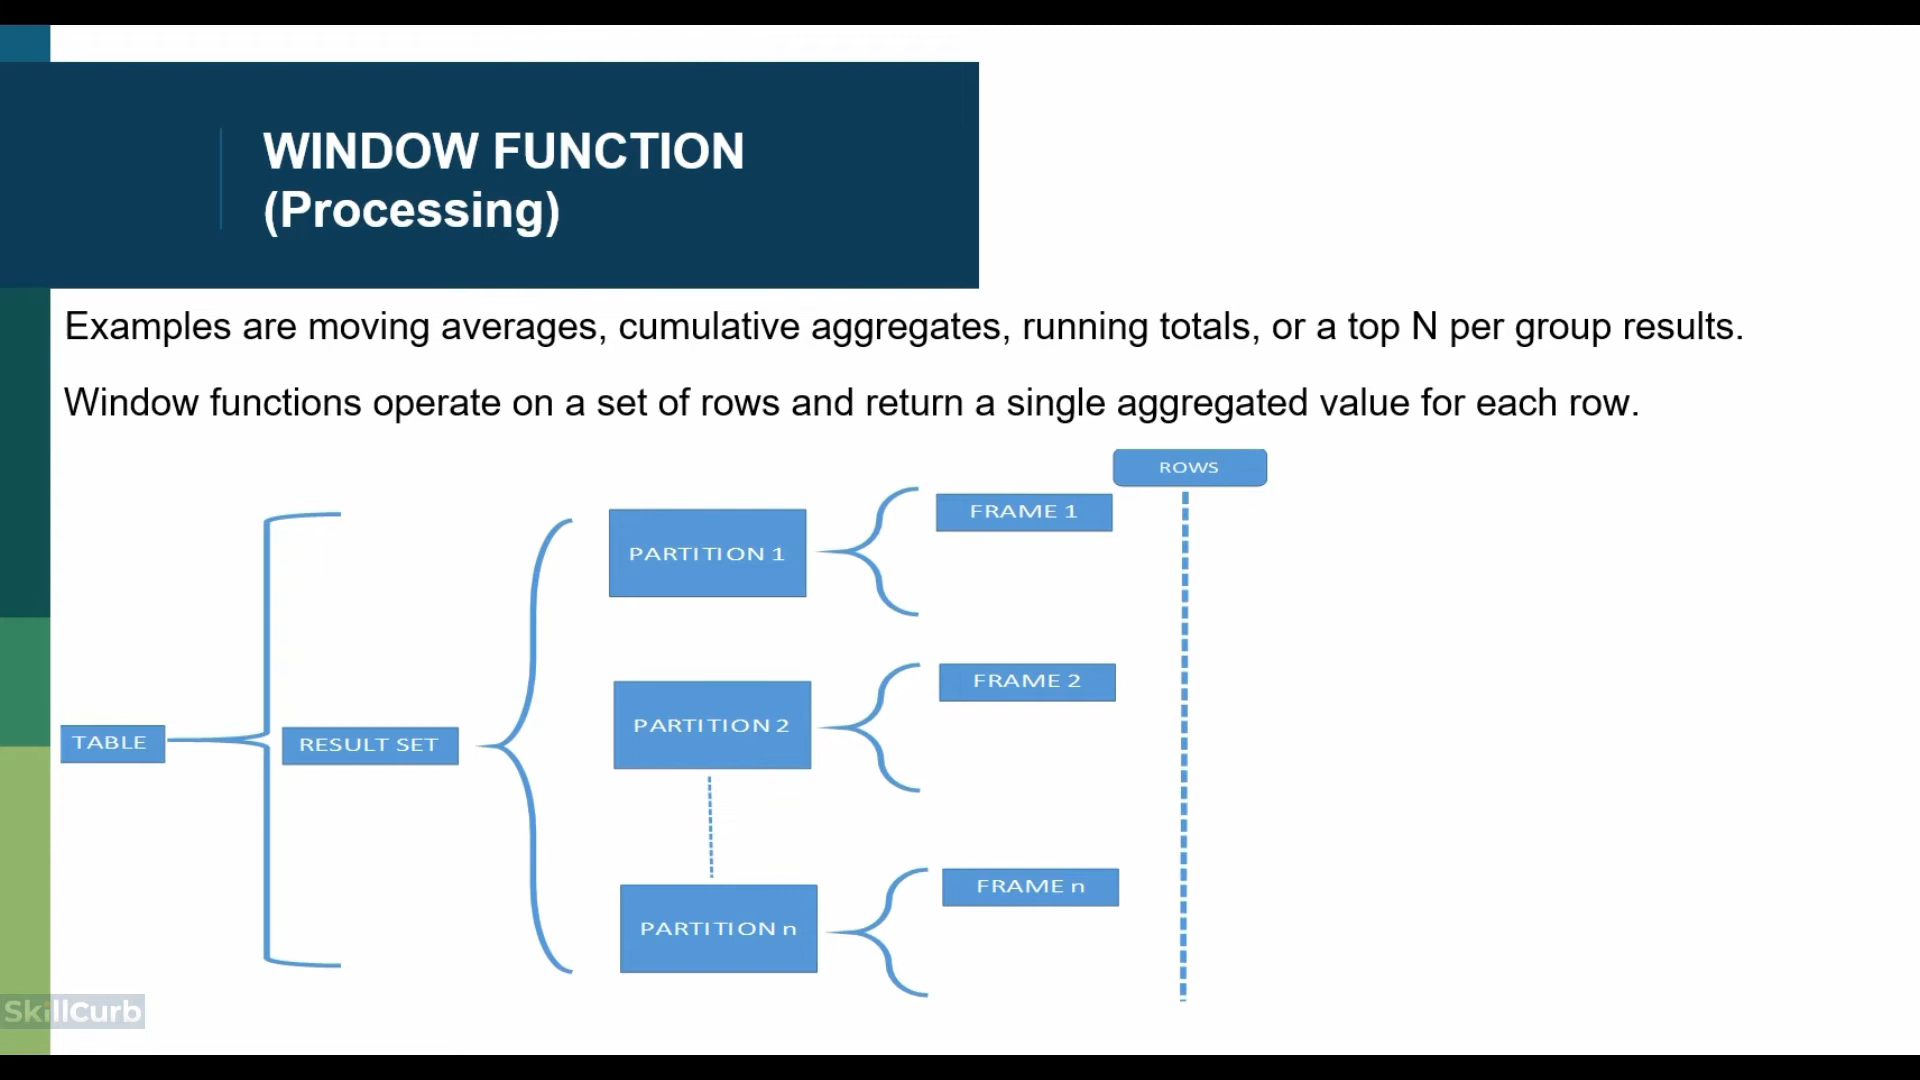 WINDOW FUNCTION
(Processing)
Examples are moving averages, cumulative aggregates, running totals, or a top N per group results.
Window functions operate on a set of rows and return a single aggregated value for each row.
ROWS
FRAME 1
PARTITION 1
FRAME 2
PARTITION 2
TABLE
RESULT SET
FRAME n
PARTITION n
SkillCurb